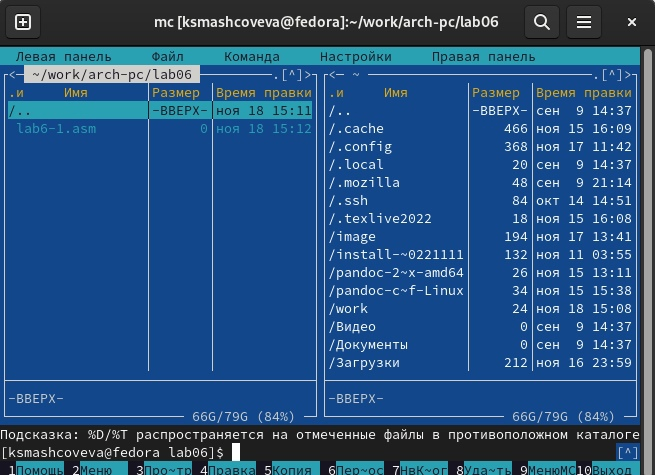 mc [ksmashcoveva@fedora]:~/work/arch-pc/lab06
Левая панель Файл Команда Настройки Правая панель
<─ ~/work/arch-pc/lab06 .[^]> <─ ~ .[^]>
.и Имя Размер Время правки .и Имя Размер Время правки
/.. -ВВЕРХ- ноя 18 15:11 /.. -ВВЕРХ- сен 9 14:37
lab6-1.asm 0 ноя 18 15:12 /.cache 466 ноя 15 16:09
/.config 368 ноя 17 11:42
/.local 20 сен 9 14:37
/.mozilla 48 сен 9 21:14
/.ssh 84 окт 14 14:51
/.texlive2022 18 ноя 15 16:08
/image 194 ноя 17 13:41
/install-~0221111 132 ноя 11 03:55
/pandoc-2~x-amd64 26 ноя 15 13:11
/pandoc-c~f-Linux 34 ноя 15 15:38
/work 24 ноя 18 15:08
/Видео 0 сен 9 14:37
/Документы 0 сен 9 14:37
/Загрузки 212 ноя 16 23:59
-ВВЕРХ- -ВВЕРХ-
66G/79G (84%) 66G/79G (84%)
Подсказка: %D/%T распространяется на отмеченные файлы в противоположном каталоге
[ksmashcoveva@fedora lab06]$ [^]
1Помощь 2Меню 3Про~тр 4Правка 5Копия 6Пер~ос 7НвК~ог 8Уда~ть 9МенюMC 10Выход